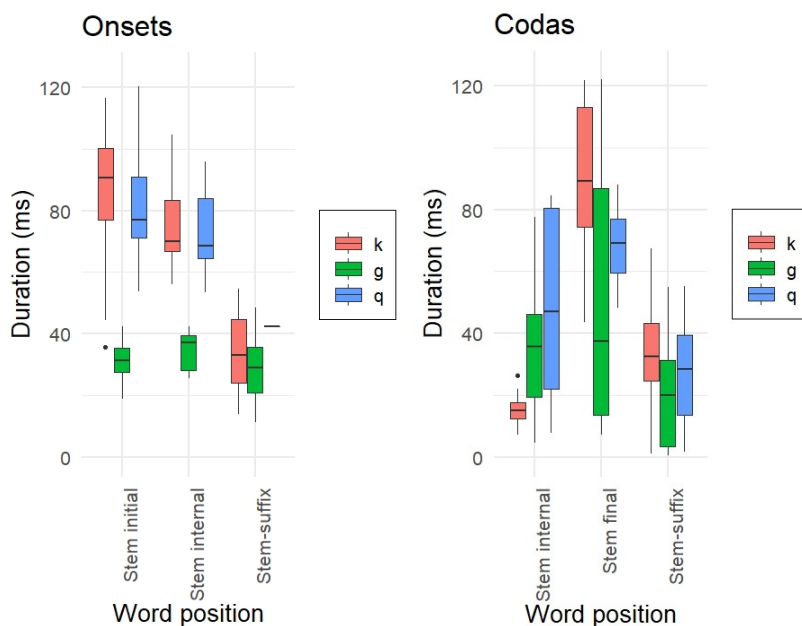 Onsets
120
80
40
0
Duration (ms)
Stem initial
Stem internal
Stem-suffix
Word position
k
g
q
Codas
120
80
40
0
Duration (ms)
Stem internal
Stem final
Stem-suffix
Word position
k
g
q